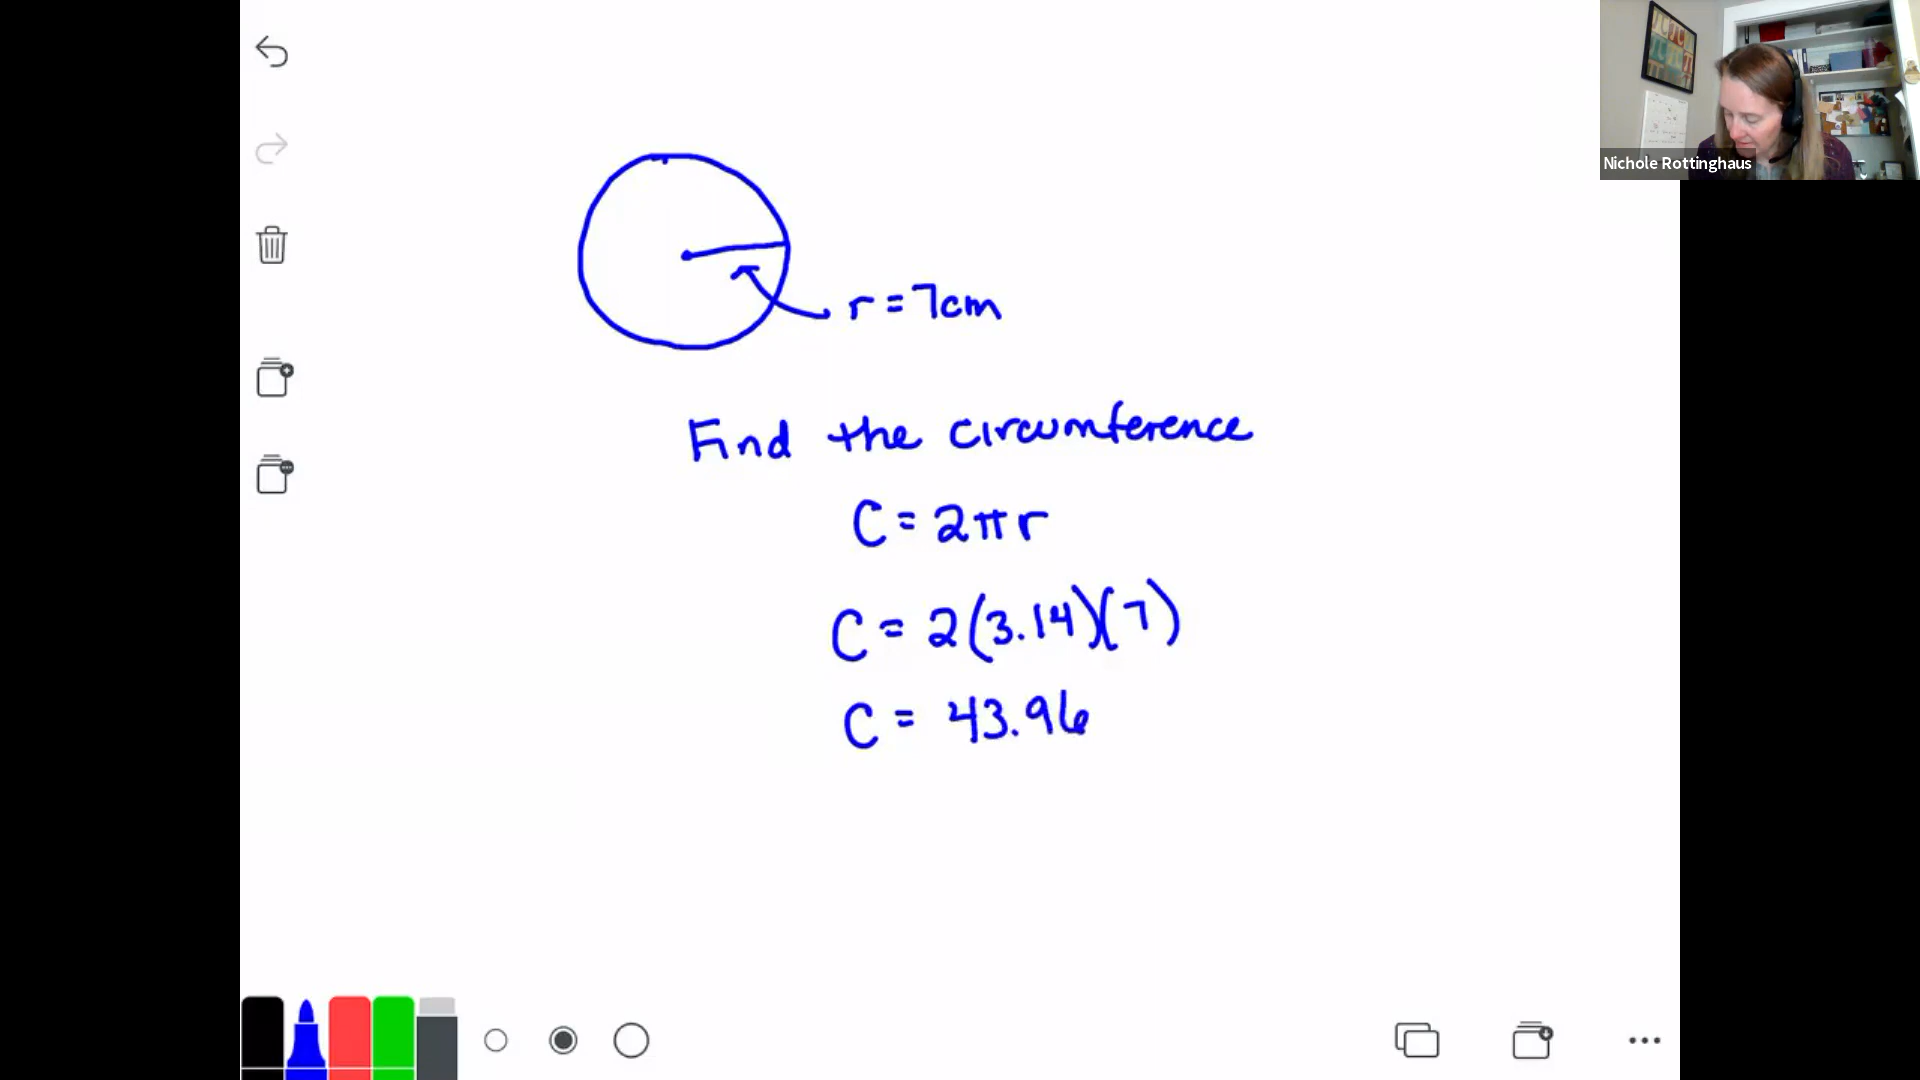 Nichole Rottinghaus
r = 7cm
Find the circumference
C = 2πr
C = 2(3.14)(7)
C = 43.96